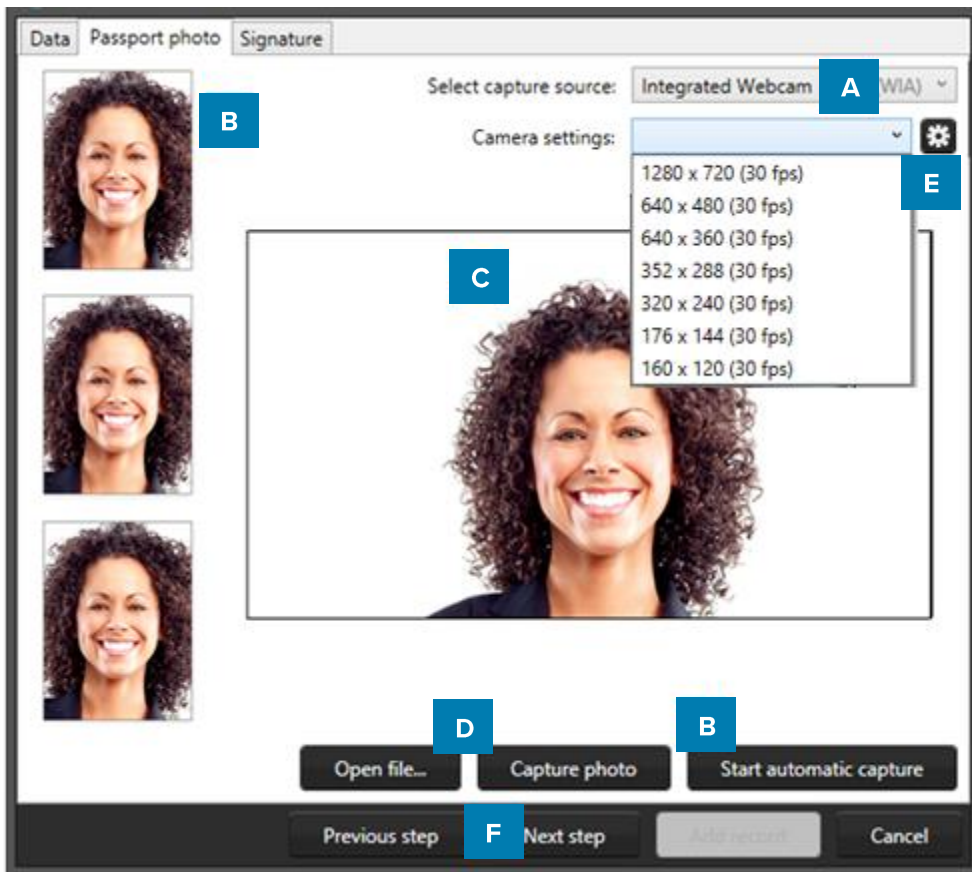 Data Passport photo Signature
Select capture source: Integrated Webcam A WIA)
B
Camera settings:
E
1280 x 720 (30 fps)
640 x 480 (30 fps)
640 x 360 (30 fps)
C
352 x 288 (30 fps)
320 x 240 (30 fps)
176 x 144 (30 fps)
160 x 120 (30 fps)
D B
Open file... Capture photo Start automatic capture
Previous step F Next step Add record Cancel